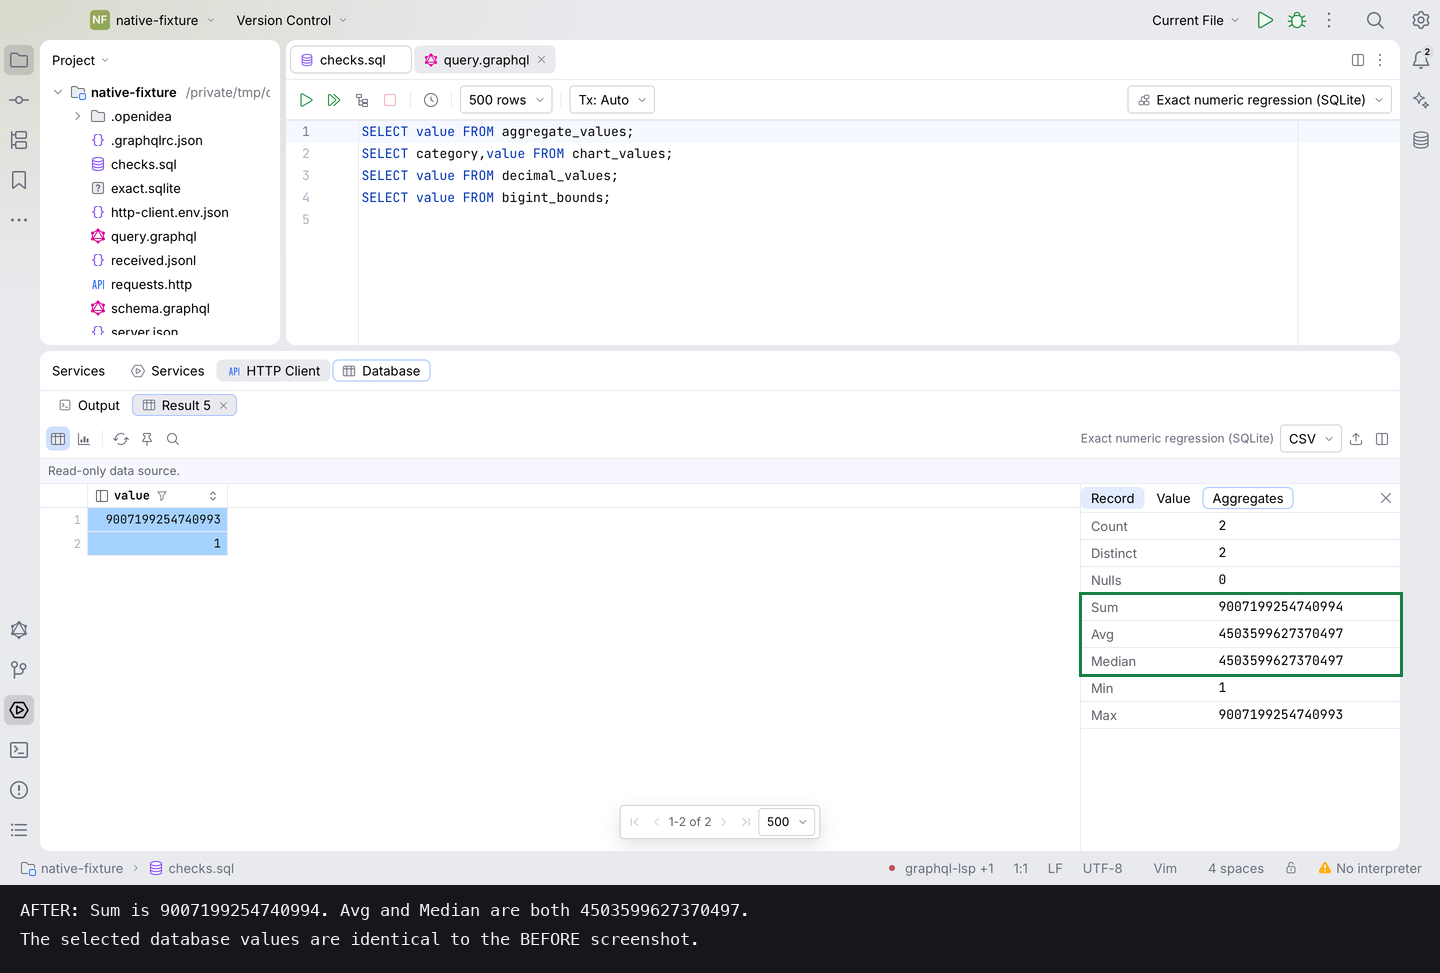 NF native-fixture Version Control Current File
Project
native-fixture /private/tmp/c
.openidea
.graphqlrc.json
checks.sql
exact.sqlite
http-client.env.json
query.graphql
received.jsonl
API requests.http
schema.graphql
server.json
checks.sql query.graphql
2
500 rows Tx: Auto Exact numeric regression (SQLite)
1 SELECT value FROM aggregate_values;
2 SELECT category,value FROM chart_values;
3 SELECT value FROM decimal_values;
4 SELECT value FROM bigint_bounds;
5
Services Services API HTTP Client Database
Output Result 5
Exact numeric regression (SQLite) CSV
Read-only data source.
value
1 9007199254740993
2 1
Record Value Aggregates
Count 2
Distinct 2
Nulls 0
Sum 9007199254740994
Avg 4503599627370497
Median 4503599627370497
Min 1
Max 9007199254740993
1-2 of 2 500
native-fixture checks.sql graphql-lsp +1 1:1 LF UTF-8 Vim 4 spaces No interpreter
AFTER: Sum is 9007199254740994. Avg and Median are both 4503599627370497.
The selected database values are identical to the BEFORE screenshot.